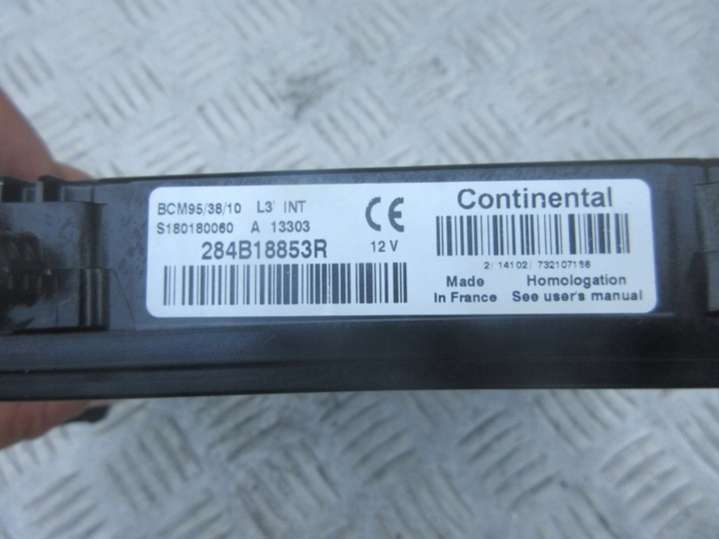 BCM95/38/10 L3' INT
S180180060 A 13303
284B18853R
12 V
CE
Continental
2/ 14102/ 732107186
Made In France
Homologation See user's manual